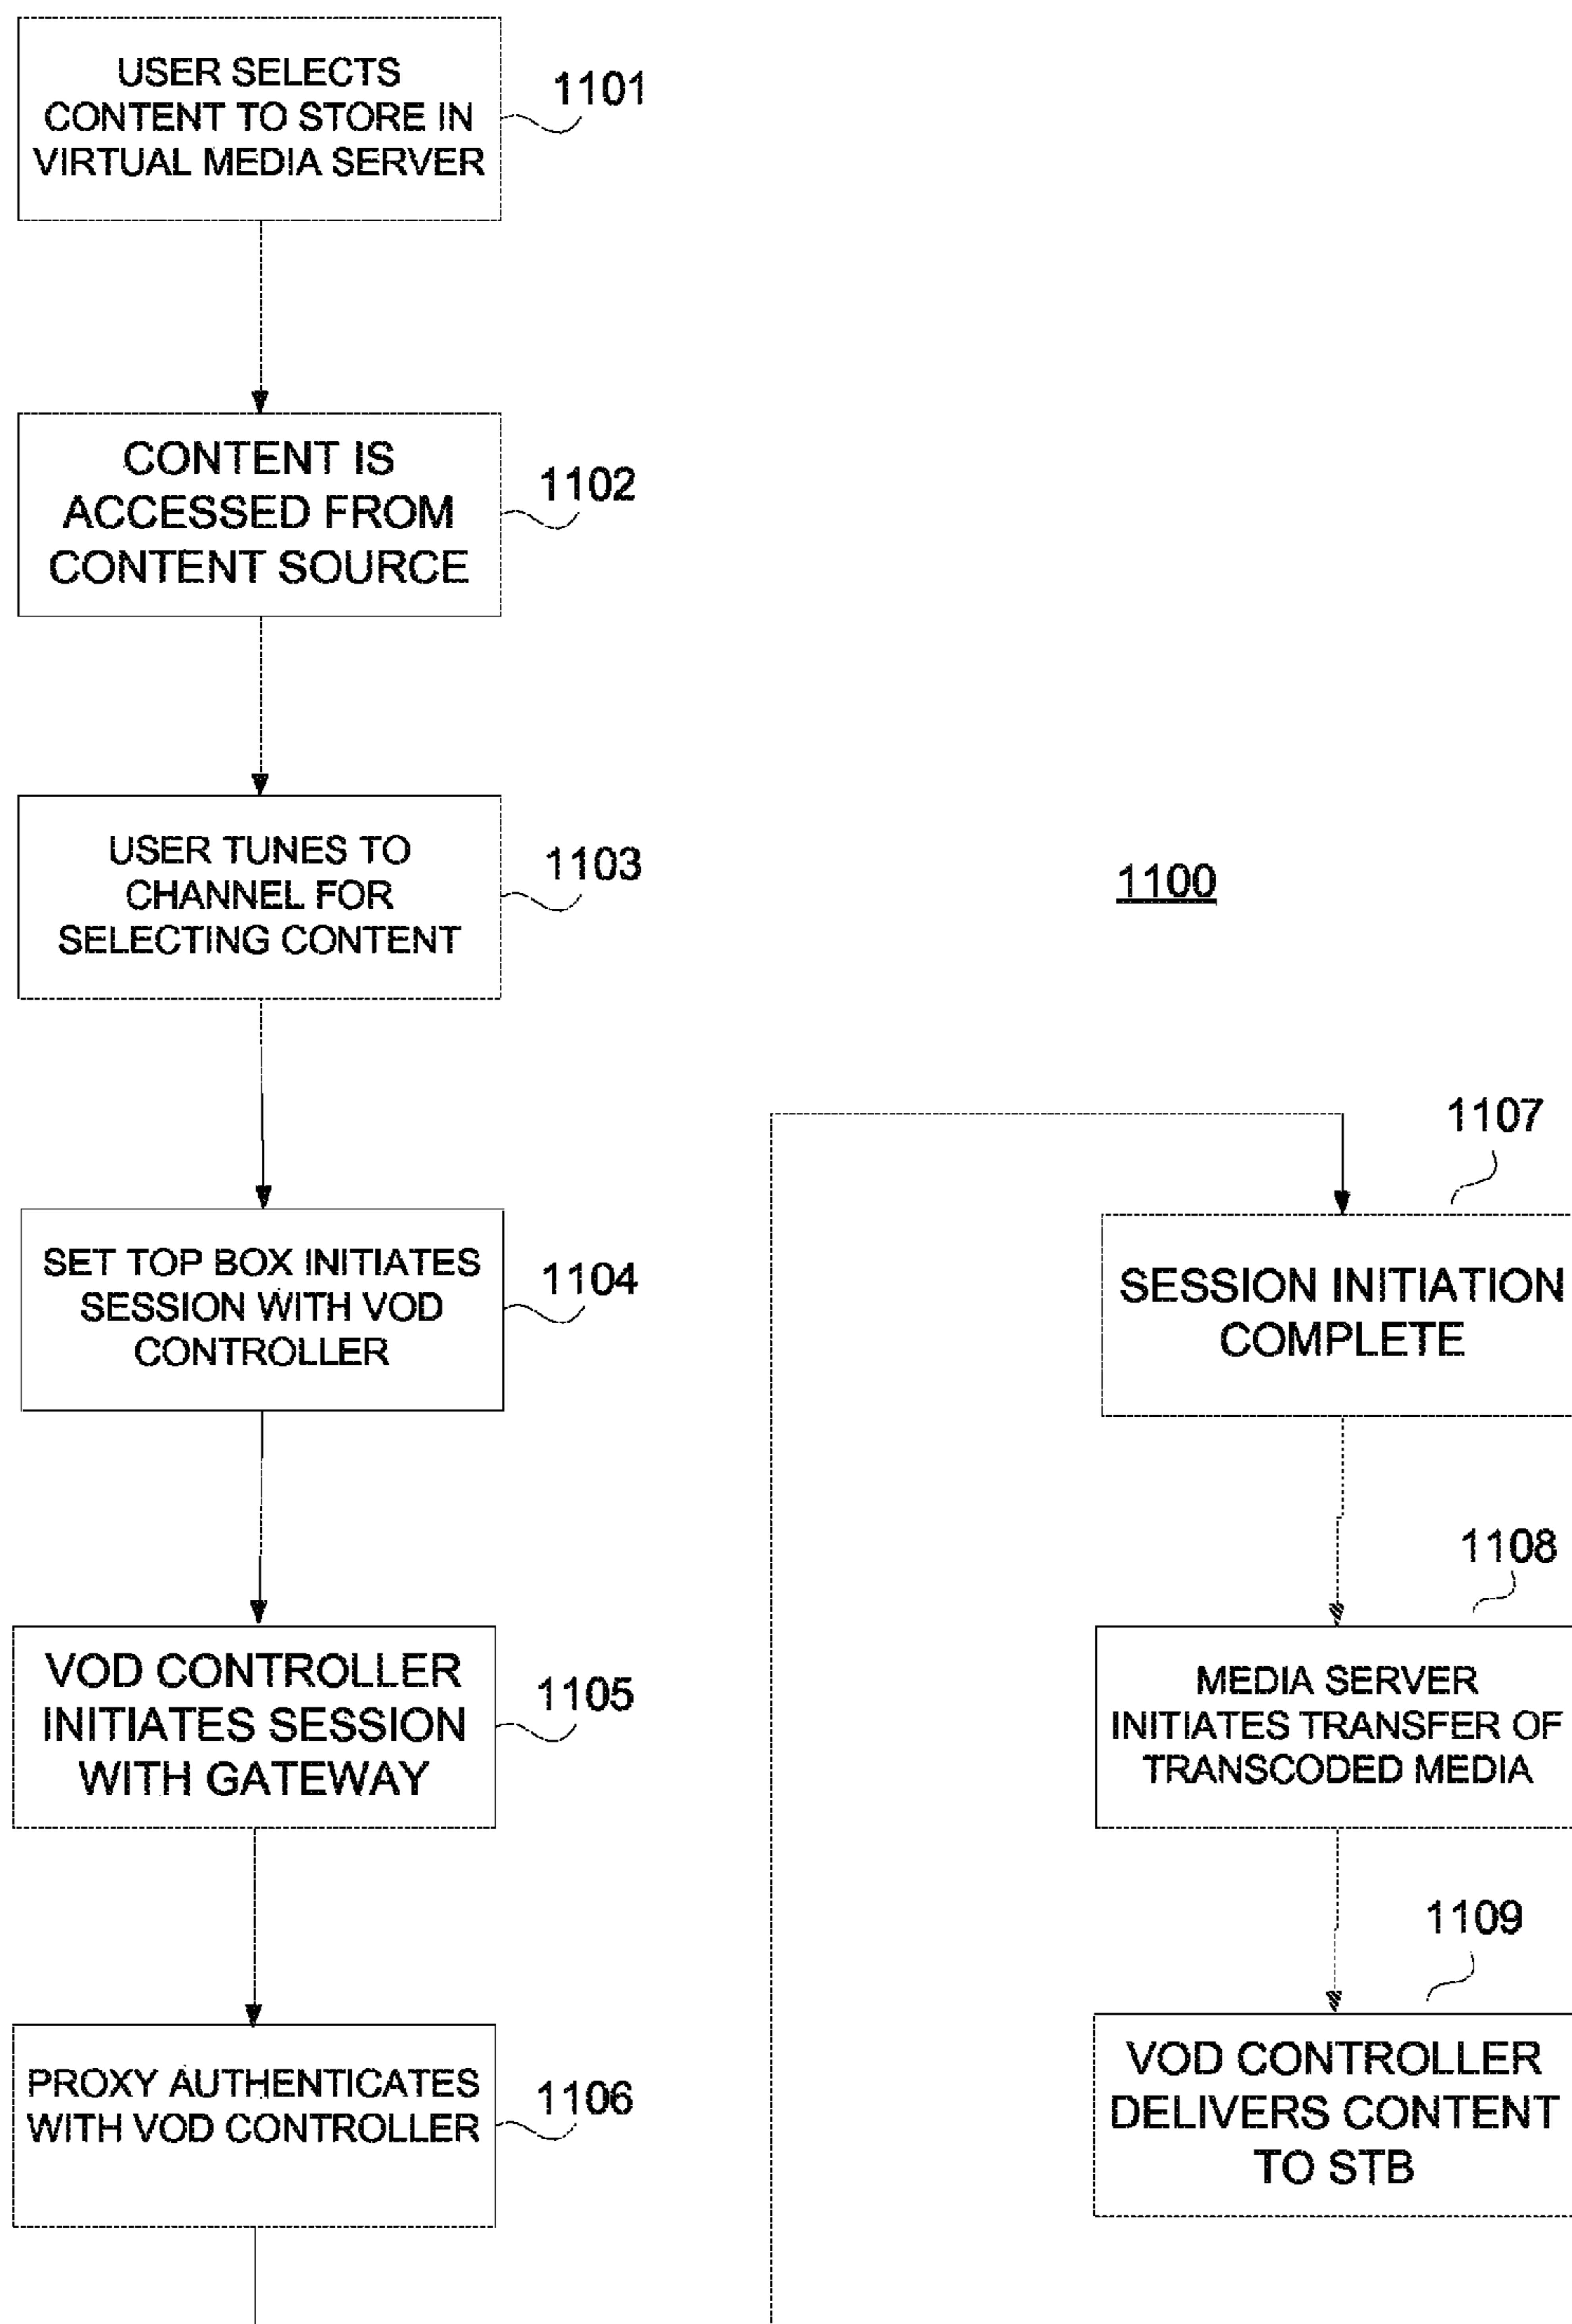 USER SELECTS
CONTENT TO STORE IN
VIRTUAL MEDIA SERVER
1101
CONTENT IS
ACCESSED FROM
CONTENT SOURCE
1102
USER TUNES TO
CHANNEL FOR
SELECTING CONTENT
1103
SET TOP BOX INITIATES
SESSION WITH VOD
CONTROLLER
1104
VOD CONTROLLER
INITIATES SESSION
WITH GATEWAY
1105
PROXY AUTHENTICATES
WITH VOD CONTROLLER
1106
1100
1107
SESSION INITIATION
COMPLETE
1108
MEDIA SERVER
INITIATES TRANSFER OF
TRANSCODED MEDIA
1109
VOD CONTROLLER
DELIVERS CONTENT
TO STB